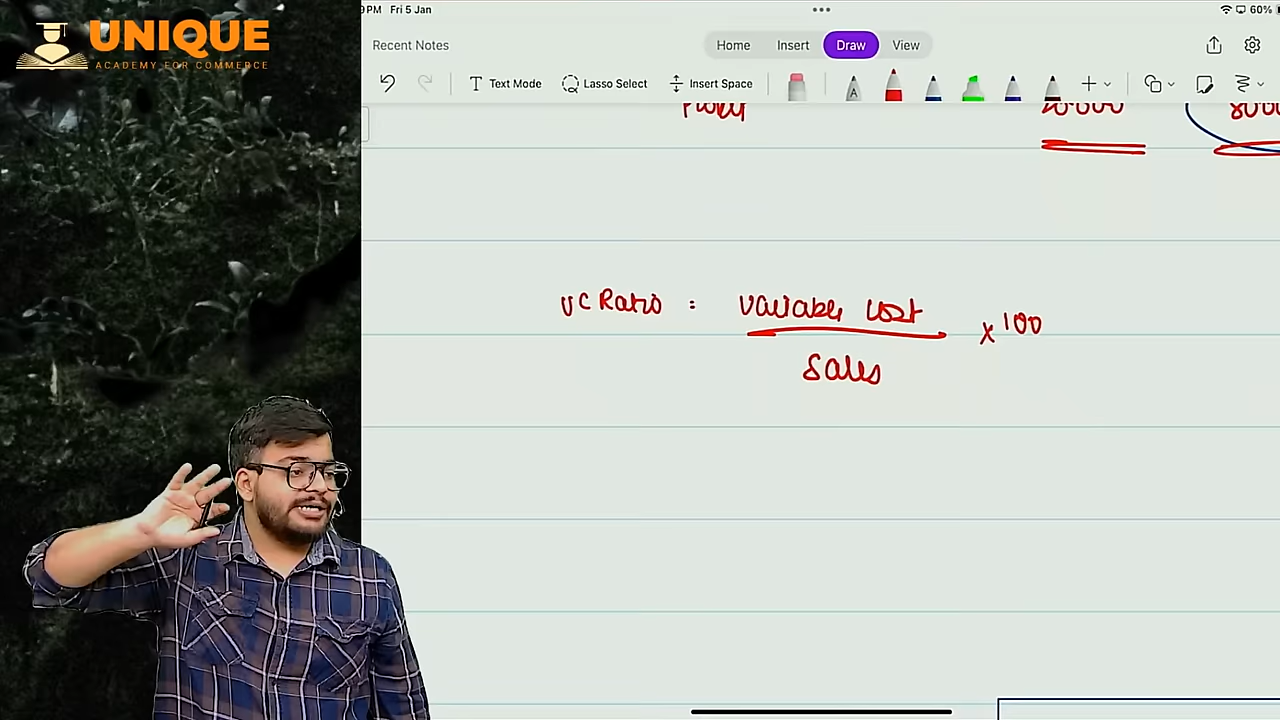 UNIQUE
ACADEMY FOR COMMERCE
PM Fri 5 Jan
60%
Recent Notes
Home Insert Draw View
Text Mode Lasso Select Insert Space
VC Ratio : Variable Cost × 100
Sales